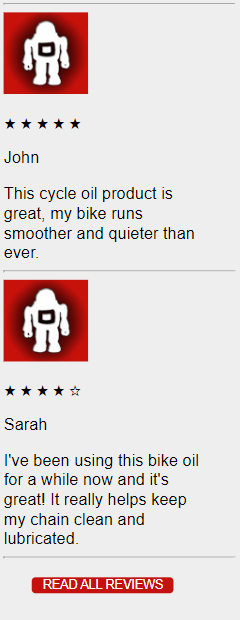 ★ ★ ★ ★ ★
John
This cycle oil product is
great, my bike runs
smoother and quieter than
ever.
★ ★ ★ ★ ☆
Sarah
I've been using this bike oil
for a while now and it's
great! It really helps keep
my chain clean and
lubricated.
READ ALL REVIEWS